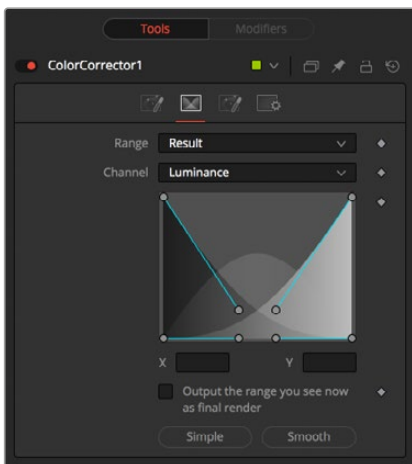 Tools Modifiers
ColorCorrector1
Range Result
Channel Luminance
X Y
Output the range you see now
as final render
Simple Smooth